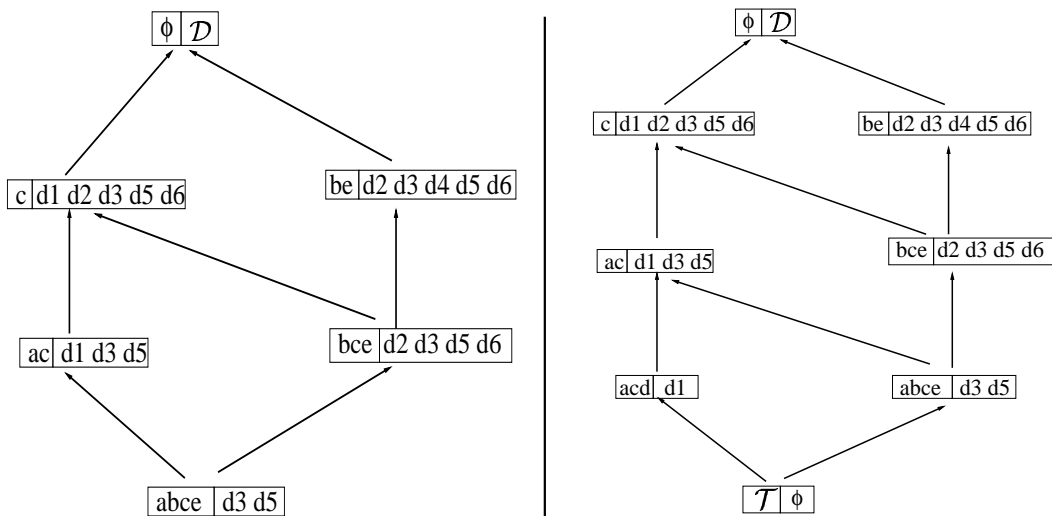 ϕ 𝒟
c d1 d2 d3 d5 d6
be d2 d3 d4 d5 d6
ac d1 d3 d5
bce d2 d3 d5 d6
abce d3 d5
ϕ 𝒟
c d1 d2 d3 d5 d6
be d2 d3 d4 d5 d6
ac d1 d3 d5
bce d2 d3 d5 d6
acd d1
abce d3 d5
𝒯 ϕ